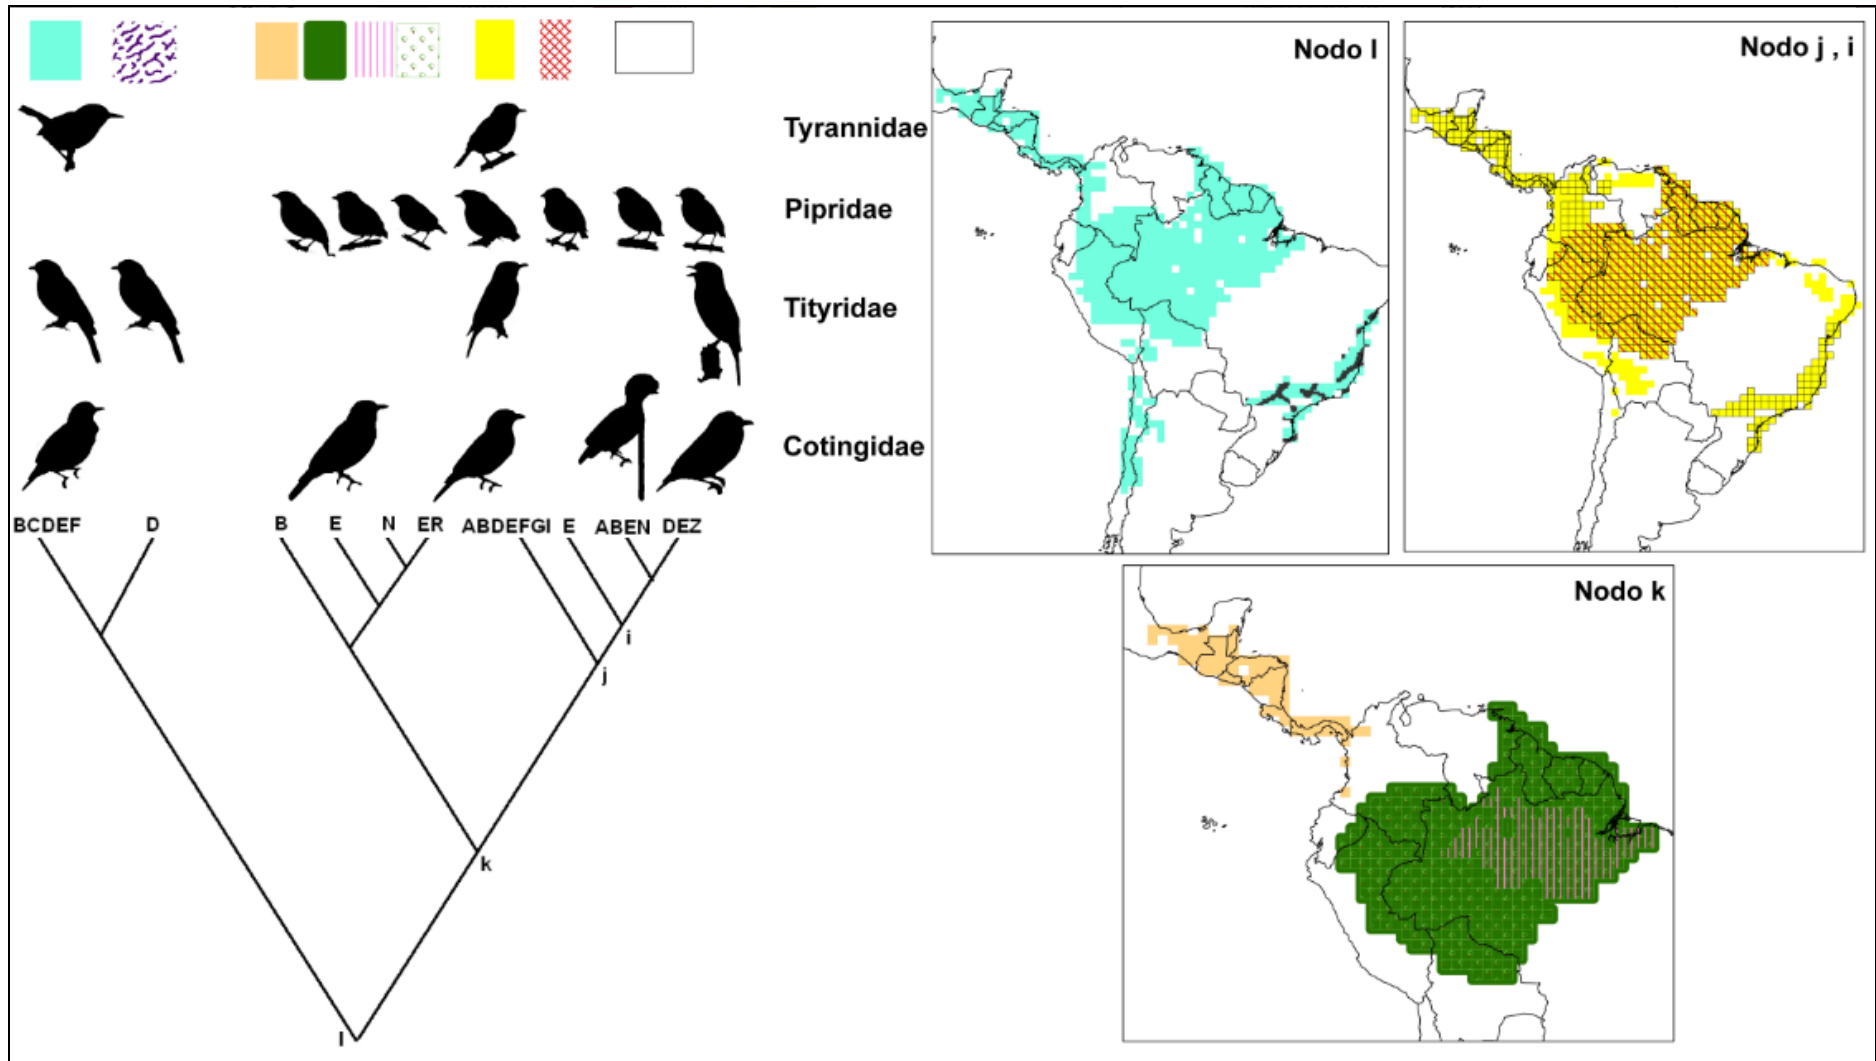 Tyrannidae
Pipridae
Tityridae
Cotingidae
BCDEF D B E N ER ABDEFGI E ABEN DEZ
i
j
k
l
Nodo l
Nodo j , i
Nodo k